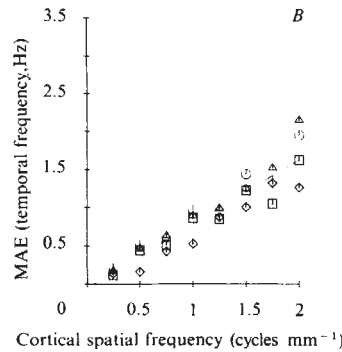 B
3.5
2.5
1.5
0.5
0 0.5 1 1.5 2
MAE (temporal frequency,Hz)
Cortical spatial frequency (cycles mm⁻¹)